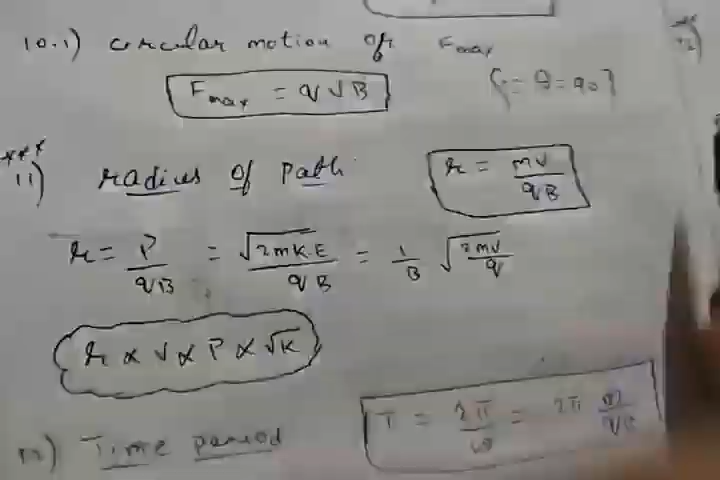 10.1) circular motion of Fmax
Fmax = qVB {∵ θ = 90}
*** 11) radius of Path r = mV/qB
r = P/qB = √2mK.E/qB = 1/B √2mV/q
r ∝ V ∝ P ∝ √K
12) Time period T = 2π/ω = 2π m/qB